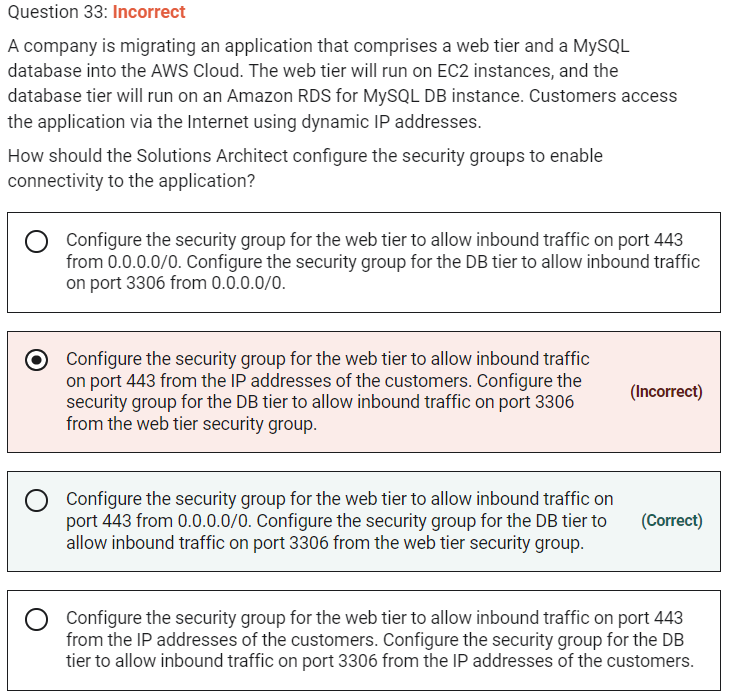 Question 33: Incorrect
A company is migrating an application that comprises a web tier and a MySQL
database into the AWS Cloud. The web tier will run on EC2 instances, and the
database tier will run on an Amazon RDS for MySQL DB instance. Customers access
the application via the Internet using dynamic IP addresses.
How should the Solutions Architect configure the security groups to enable
connectivity to the application?
Configure the security group for the web tier to allow inbound traffic on port 443
from 0.0.0.0/0. Configure the security group for the DB tier to allow inbound traffic
on port 3306 from 0.0.0.0/0.
Configure the security group for the web tier to allow inbound traffic
on port 443 from the IP addresses of the customers. Configure the
security group for the DB tier to allow inbound traffic on port 3306
from the web tier security group.
(Incorrect)
Configure the security group for the web tier to allow inbound traffic on
port 443 from 0.0.0.0/0. Configure the security group for the DB tier to
allow inbound traffic on port 3306 from the web tier security group.
(Correct)
Configure the security group for the web tier to allow inbound traffic on port 443
from the IP addresses of the customers. Configure the security group for the DB
tier to allow inbound traffic on port 3306 from the IP addresses of the customers.